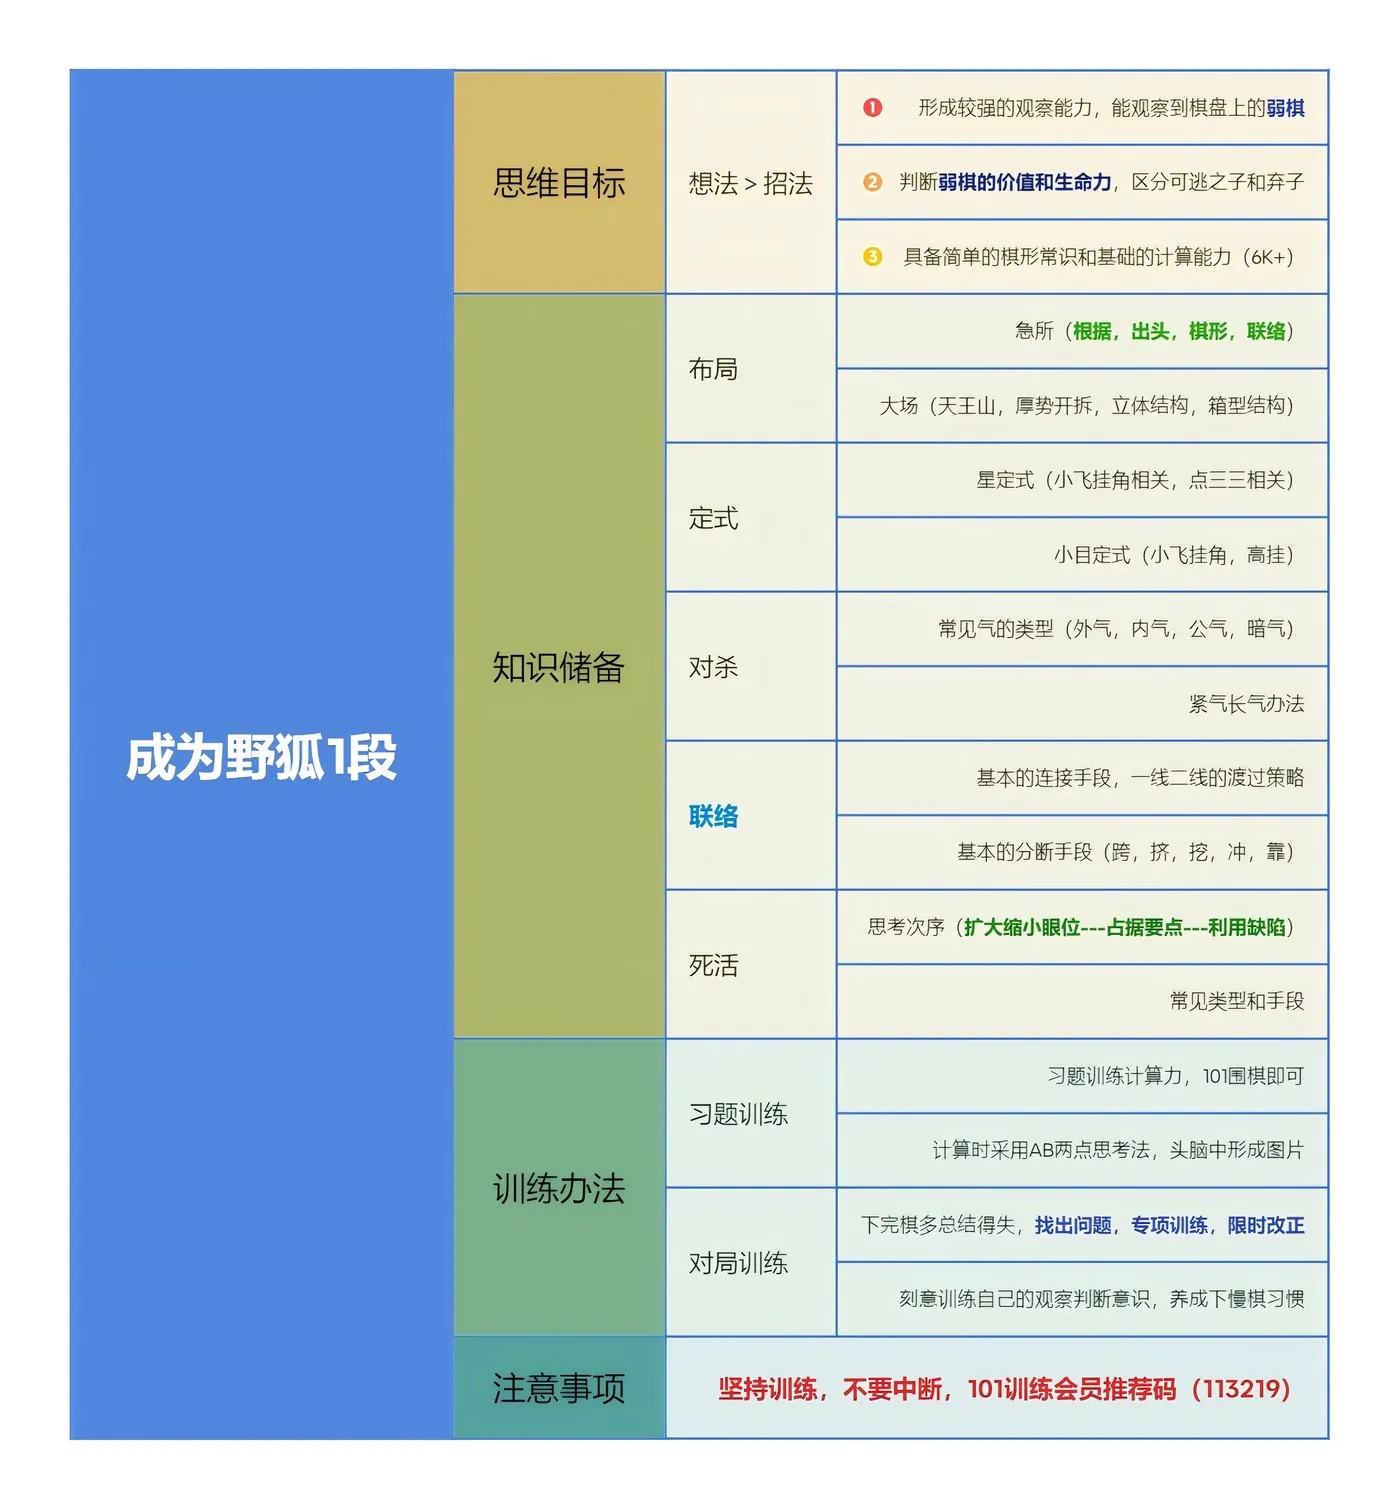 成为野狐1段
思维目标
想法 > 招法
1 形成较强的观察能力，能观察到棋盘上的弱棋
2 判断弱棋的价值和生命力，区分可逃之子和弃子
3 具备简单的棋形常识和基础的计算能力（6K+）
知识储备
布局
急所（根据，出头，棋形，联络）
大场（天王山，厚势开拆，立体结构，箱型结构）
定式
星定式（小飞挂角相关，点三三相关）
小目定式（小飞挂角，高挂）
对杀
常见气的类型（外气，内气，公气，暗气）
紧气长气办法
联络
基本的连接手段，一线二线的渡过策略
基本的分断手段（跨，挤，挖，冲，靠）
死活
思考次序（扩大缩小眼位---占据要点---利用缺陷）
常见类型和手段
训练办法
习题训练
习题训练计算力，101围棋即可
计算时采用AB两点思考法，头脑中形成图片
对局训练
下完棋多总结得失，找出问题，专项训练，限时改正
刻意训练自己的观察判断意识，养成下慢棋习惯
注意事项
坚持训练，不要中断，101训练会员推荐码（113219）